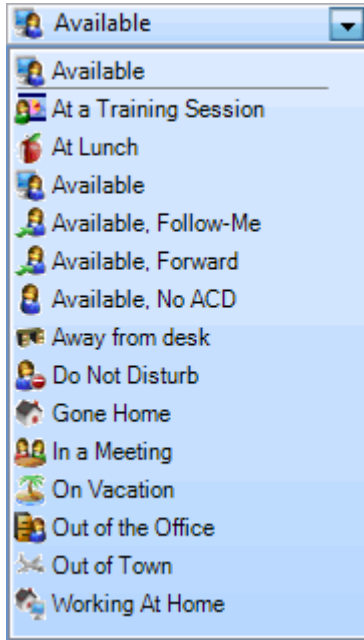 Available
Available
At a Training Session
At Lunch
Available
Available, Follow-Me
Available, Forward
Available, No ACD
Away from desk
Do Not Disturb
Gone Home
In a Meeting
On Vacation
Out of the Office
Out of Town
Working At Home